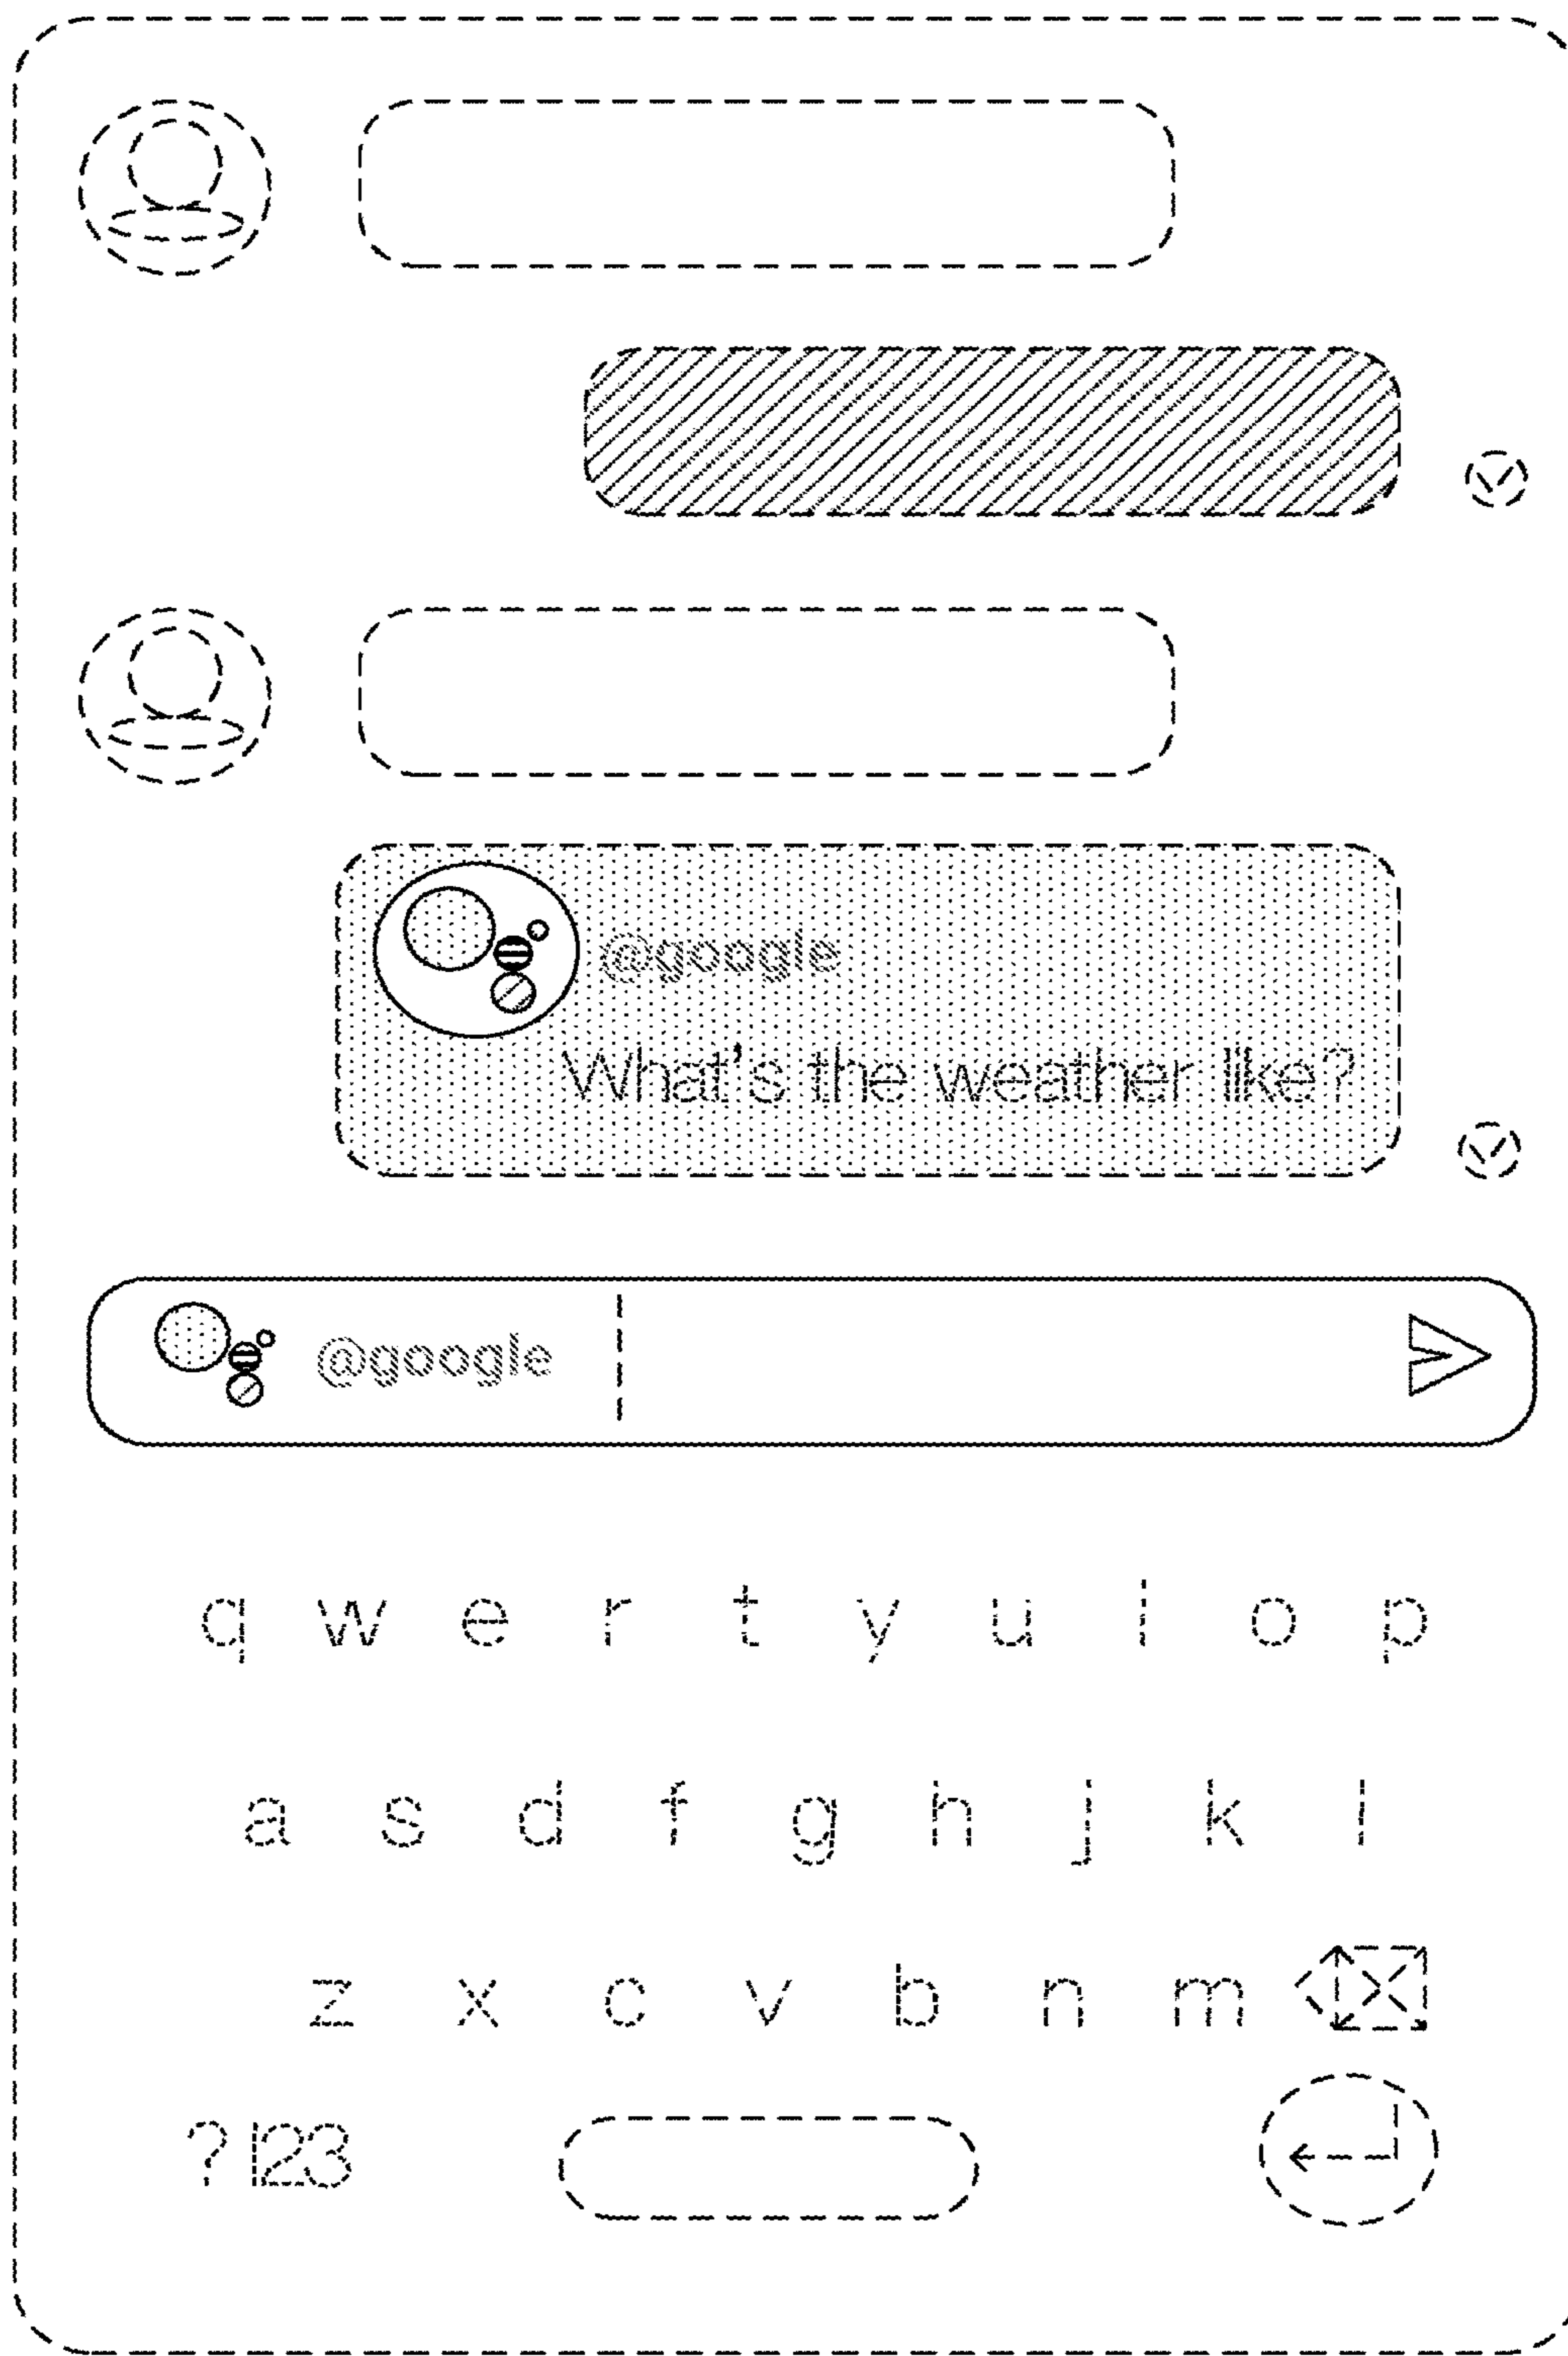 @google
What's the weather like?
@google
q w e r t y u i o p
a s d f g h j k l
z x c v b n m
?123